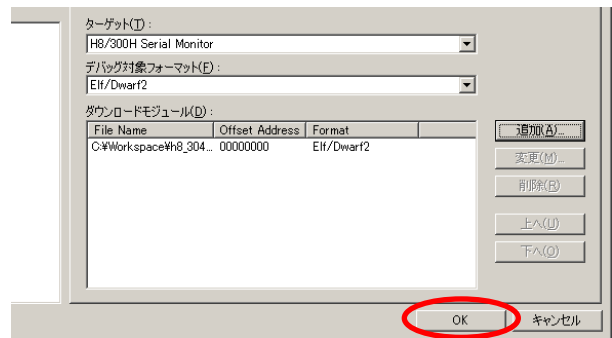 ターゲット(T) :
H8/300H Serial Monitor
デバッグ対象フォーマット(F) :
Elf/Dwarf2
ダウンロードモジュール(D) :
File Name Offset Address Format
C:¥Workspace¥h8_304... 00000000 Elf/Dwarf2
追加(A)...
変更(M)...
削除(R)
上へ(U)
下へ(O)
OK キャンセル